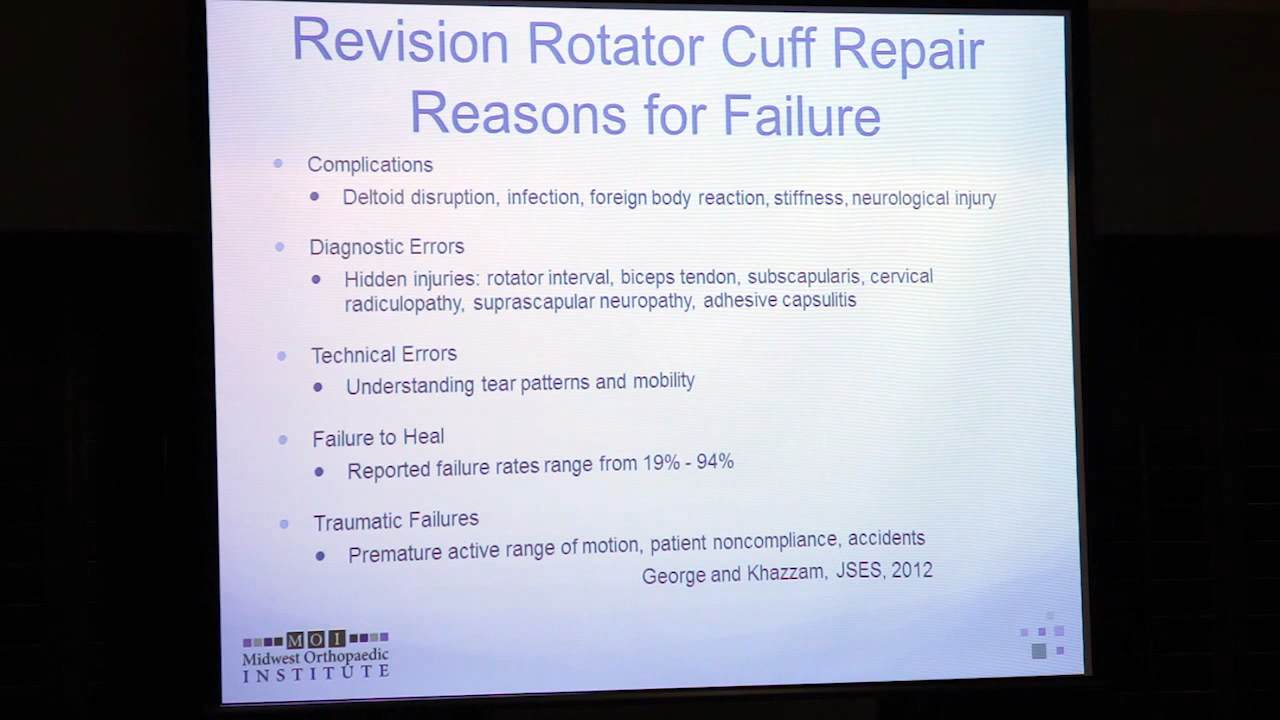 Revision Rotator Cuff Repair
Reasons for Failure
Complications
Deltoid disruption, infection, foreign body reaction, stiffness, neurological injury
Diagnostic Errors
Hidden injuries: rotator interval, biceps tendon, subscapularis, cervical
radiculopathy, suprascapular neuropathy, adhesive capsulitis
Technical Errors
Understanding tear patterns and mobility
Failure to Heal
Reported failure rates range from 19% - 94%
Traumatic Failures
Premature active range of motion, patient noncompliance, accidents
George and Khazzam, JSES, 2012
MOI
Midwest Orthopaedic
INSTITUTE